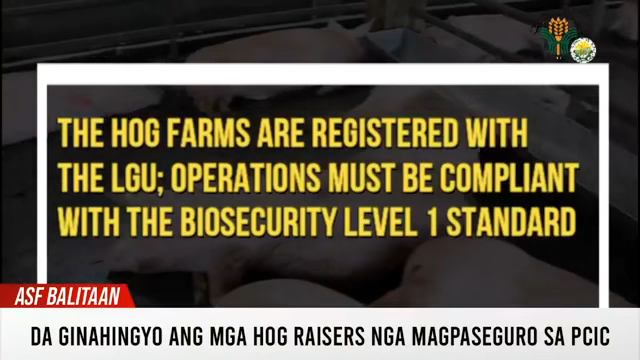 THE HOG FARMS ARE REGISTERED WITH
THE LGU; OPERATIONS MUST BE COMPLIANT
WITH THE BIOSECURITY LEVEL 1 STANDARD
ASF BALITAAN
DA GINAHINGYO ANG MGA HOG RAISERS NGA MAGPASEGURO SA PCIC